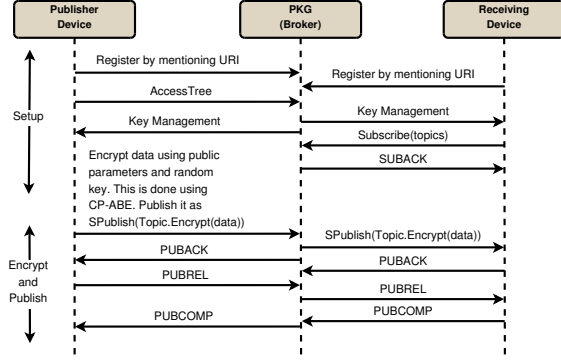 Publisher
Device
PKG
(Broker)
Receiving
Device
Register by mentioning URI
Register by mentioning URI
AccessTree
Setup
Key Management
Key Management
Subscribe(topics)
SUBACK
Encrypt data using public
parameters and random
key. This is done using
CP-ABE. Publish it as
SPublish(Topic.Encrypt(data))
SPublish(Topic.Encrypt(data))
Encrypt
and
Publish
PUBACK
PUBACK
PUBREL
PUBREL
PUBCOMP
PUBCOMP